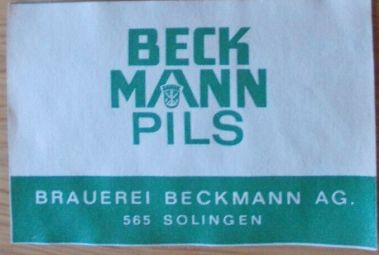 BECK
MANN
PILS
BRAUEREI BECKMANN AG.
565 SOLINGEN